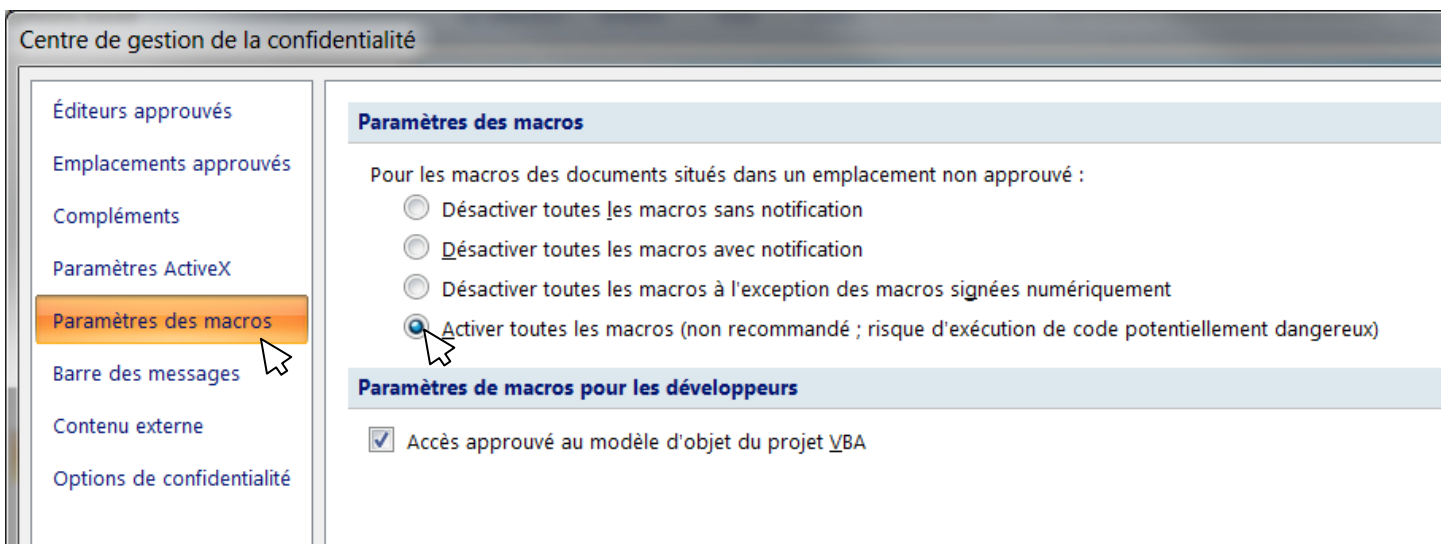 Centre de gestion de la confidentialité
Éditeurs approuvés
Emplacements approuvés
Compléments
Paramètres ActiveX
Paramètres des macros
Barre des messages
Contenu externe
Options de confidentialité
Paramètres des macros
Pour les macros des documents situés dans un emplacement non approuvé :
Désactiver toutes les macros sans notification
Désactiver toutes les macros avec notification
Désactiver toutes les macros à l'exception des macros signées numériquement
Activer toutes les macros (non recommandé ; risque d'exécution de code potentiellement dangereux)
Paramètres de macros pour les développeurs
Accès approuvé au modèle d'objet du projet VBA